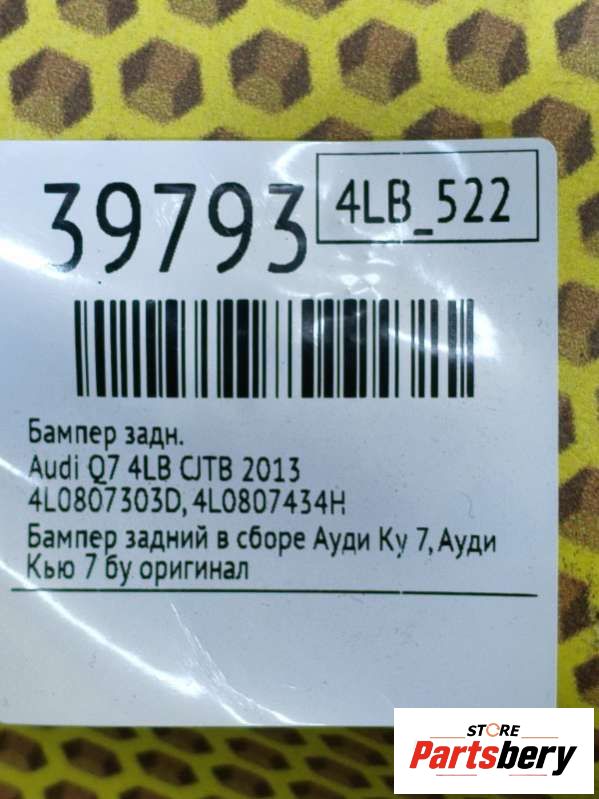 39793
4LB_522
Бампер задн.
Audi Q7 4LB CJTB 2013
4L0807303D, 4L0807434H
Бампер задний в сборе Ауди Ку 7, Ауди
Кью 7 бу оригинал
STORE
Partsbery